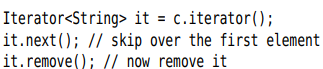 Iterator<String> it = c.iterator();
it.next(); // skip over the first element
it.remove(); // now remove it